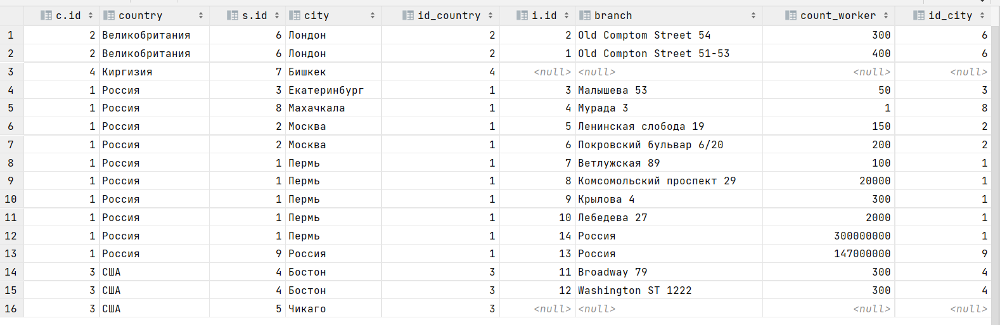 c.id country s.id city id_country i.id branch count_worker id_city
1 2 Великобритания 6 Лондон 2 2 Old Comptom Street 54 300 6
2 2 Великобритания 6 Лондон 2 1 Old Compton Street 51-53 400 6
3 4 Киргизия 7 Бишкек 4 <null> <null> <null> <null>
4 1 Россия 3 Екатеринбург 1 3 Малышева 53 50 3
5 1 Россия 8 Махачкала 1 4 Мурада 3 1 8
6 1 Россия 2 Москва 1 5 Ленинская слобода 19 150 2
7 1 Россия 2 Москва 1 6 Покровский бульвар 6/20 200 2
8 1 Россия 1 Пермь 1 7 Ветлужская 89 100 1
9 1 Россия 1 Пермь 1 8 Комсомольский проспект 29 20000 1
10 1 Россия 1 Пермь 1 9 Крылова 4 300 1
11 1 Россия 1 Пермь 1 10 Лебедева 27 2000 1
12 1 Россия 1 Пермь 1 14 Россия 300000000 1
13 1 Россия 9 Россия 1 13 Россия 147000000 9
14 3 США 4 Бостон 3 11 Broadway 79 300 4
15 3 США 4 Бостон 3 12 Washington ST 1222 300 4
16 3 США 5 Чикаго 3 <null> <null> <null> <null>